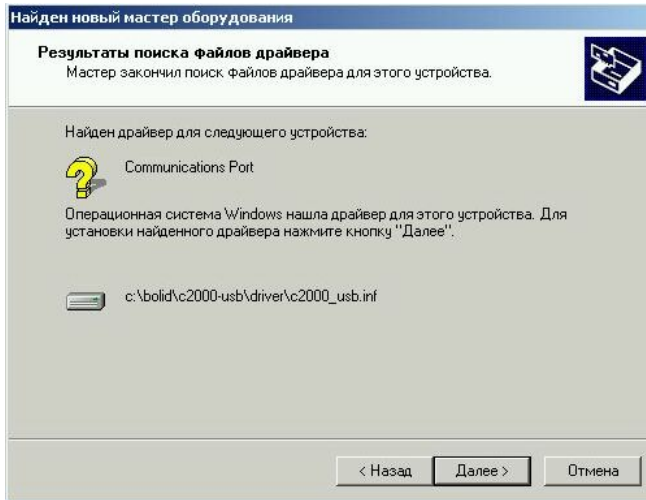 Найден новый мастер оборудования
Результаты поиска файлов драйвера
Мастер закончил поиск файлов драйвера для этого устройства.
Найден драйвер для следующего устройства:
Communications Port
Операционная система Windows нашла драйвер для этого устройства. Для
установки найденного драйвера нажмите кнопку "Далее".
c:\bolid\c2000-usb\driver\c2000_usb.inf
< Назад
Далее >
Отмена